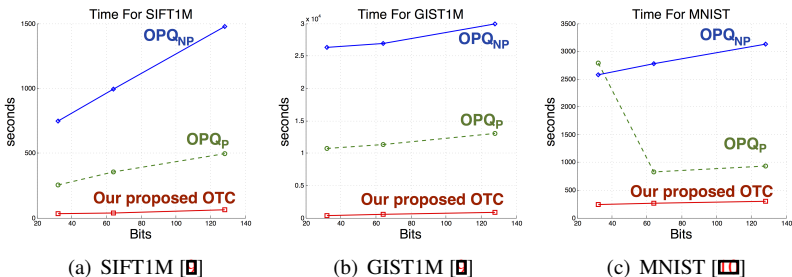 Time For SIFT1M
1500
1000
500
0
20 40 60 80 100 120 140
seconds
Bits
OPQNP
OPQP
Our proposed OTC
(a) SIFT1M [9]
Time For GIST1M
x 10^4
3
2.5
2
1.5
1
0.5
0
20 40 60 80 100 120 140
seconds
Bits
OPQNP
OPQP
Our proposed OTC
(b) GIST1M [9]
Time For MNIST
3500
3000
2500
2000
1500
1000
500
0
20 40 60 80 100 120 140
seconds
Bits
OPQNP
OPQP
Our proposed OTC
(c) MNIST [10]